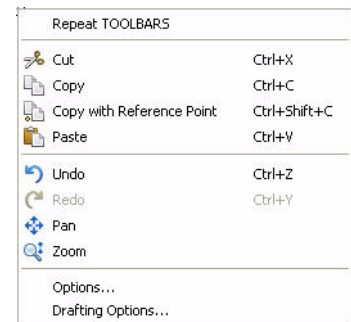 Repeat TOOLBARS
Cut Ctrl+X
Copy Ctrl+C
Copy with Reference Point Ctrl+Shift+C
Paste Ctrl+V
Undo Ctrl+Z
Redo Ctrl+Y
Pan
Zoom
Options...
Drafting Options...